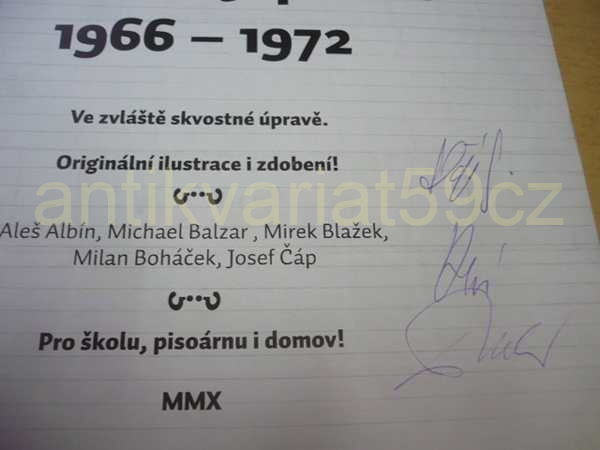 1966 – 1972
Ve zvláště skvostné úpravě.
Originální ilustrace i zdobení!
antikvariat59cz
Aleš Albín, Michael Balzar , Mirek Blažek,
Milan Boháček, Josef Čáp
Pro školu, pisoárnu i domov!
MMX